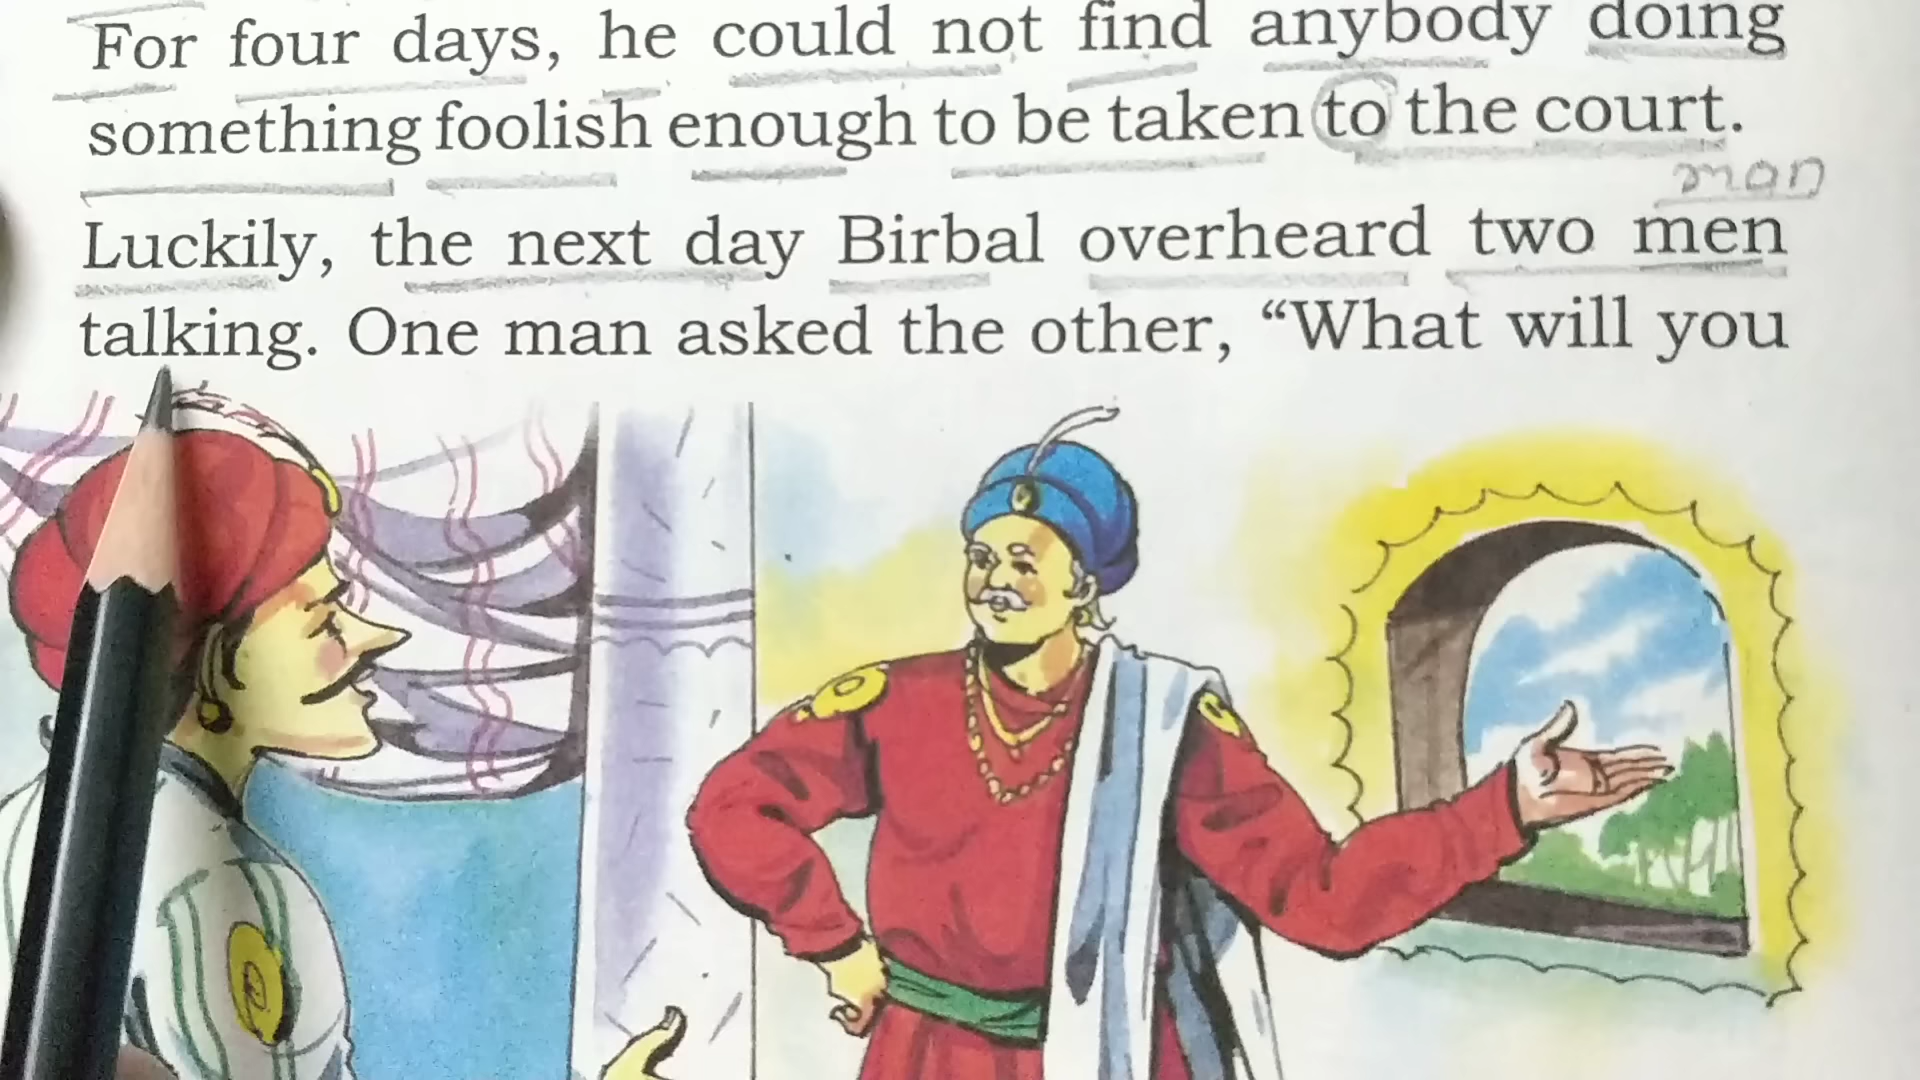 For four days, he could not find anybody doing
something foolish enough to be taken to the court.
man
Luckily, the next day Birbal overheard two men
talking. One man asked the other, “What will you